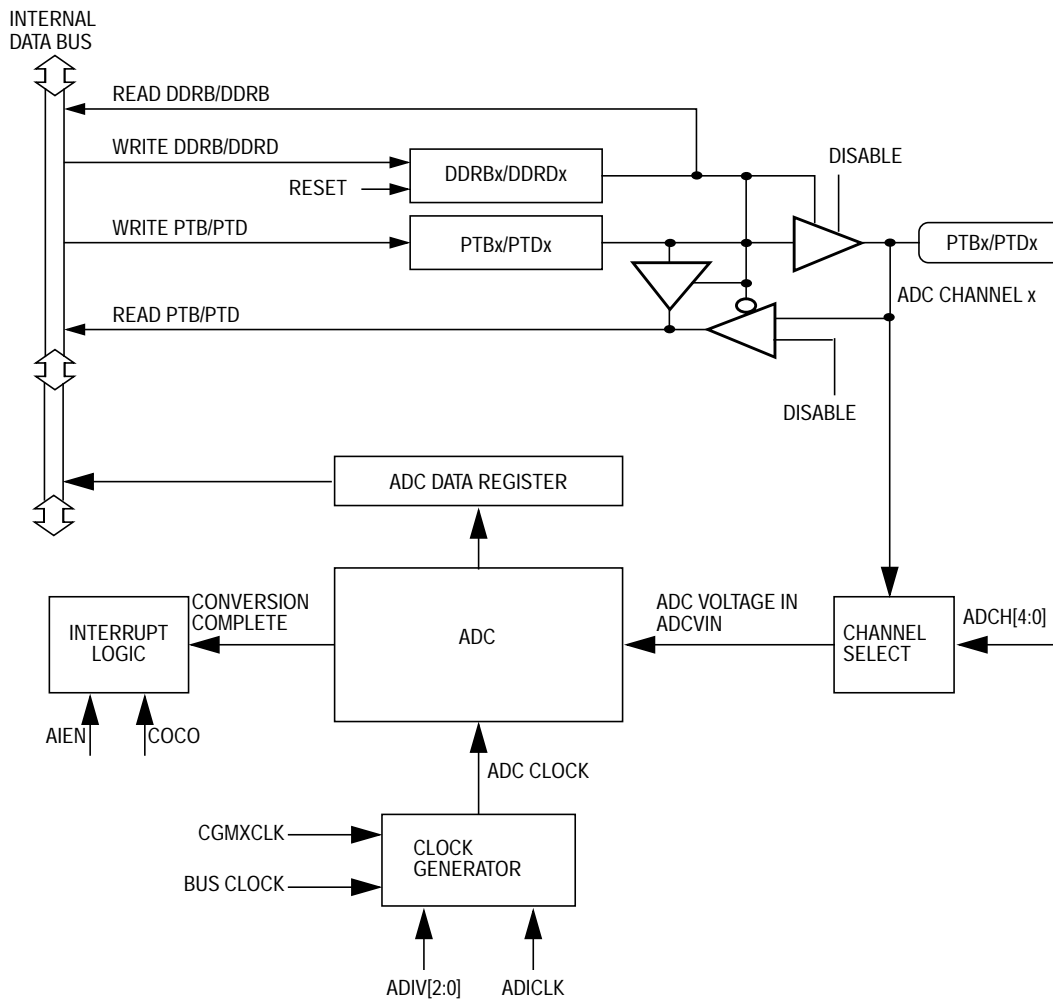 INTERNAL
DATA BUS
READ DDRB/DDRB
WRITE DDRB/DDRD
RESET
DDRBx/DDRDx
DISABLE
WRITE PTB/PTD
PTBx/PTDx
PTBx/PTDx
ADC CHANNEL x
READ PTB/PTD
DISABLE
ADC DATA REGISTER
INTERRUPT
LOGIC
CONVERSION
COMPLETE
ADC
ADC VOLTAGE IN
ADCVIN
CHANNEL
SELECT
ADCH[4:0]
AIEN
COCO
ADC CLOCK
CGMXCLK
BUS CLOCK
CLOCK
GENERATOR
ADIV[2:0]
ADICLK